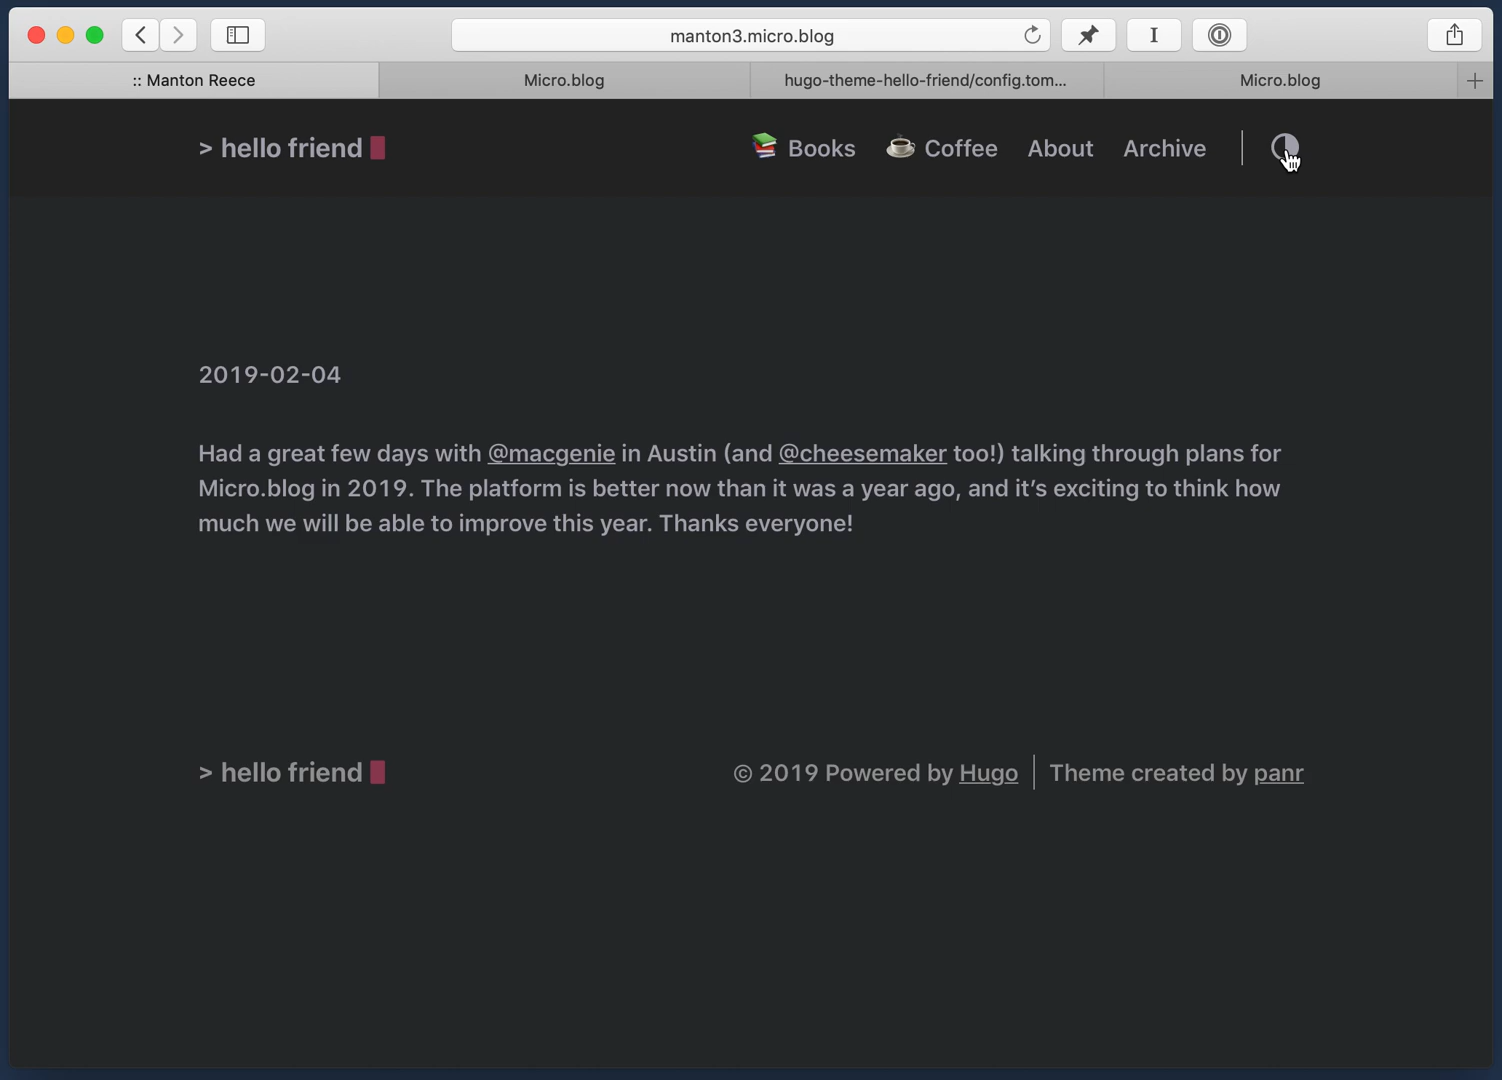 manton3.micro.blog
:: Manton Reece
Micro.blog
hugo-theme-hello-friend/config.tom...
Micro.blog
> hello friend
📚 Books
☕ Coffee
About
Archive
2019-02-04
Had a great few days with @macgenie in Austin (and @cheesemaker too!) talking through plans for
Micro.blog in 2019. The platform is better now than it was a year ago, and it’s exciting to think how
much we will be able to improve this year. Thanks everyone!
> hello friend
© 2019 Powered by Hugo
Theme created by panr